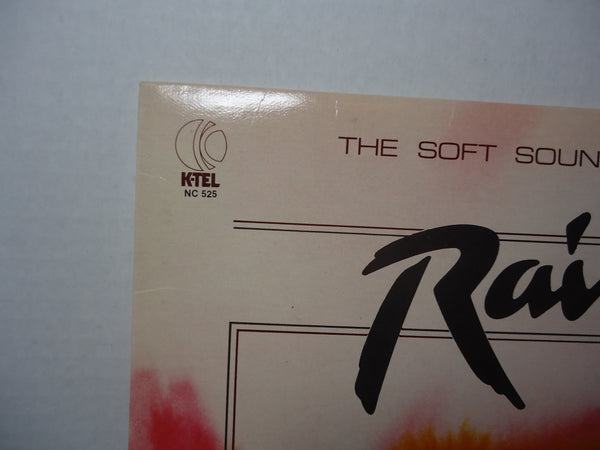 K-TEL
NC 525
THE SOFT SOUN
Rai